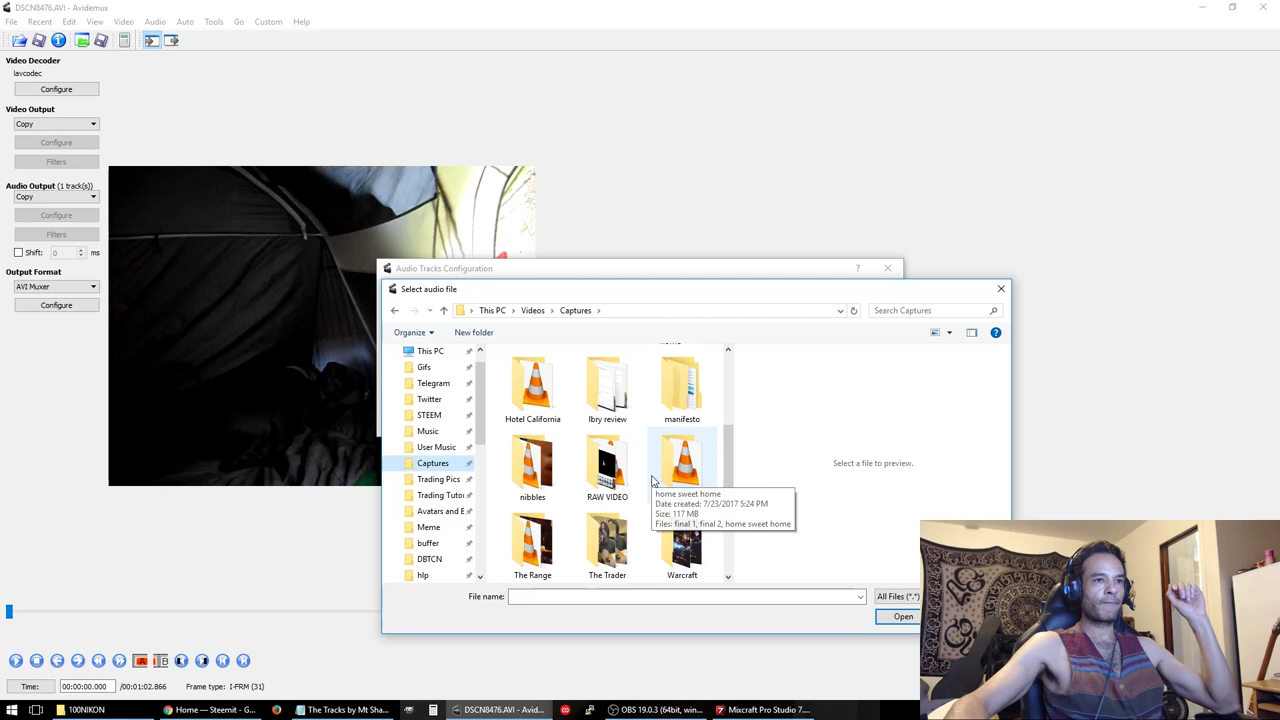 DSCN8476.AVI - Avidemux
File Recent Edit View Video Audio Auto Tools Go Custom Help
Video Decoder
lavcodec
Configure
Video Output
Copy
Configure
Filters
Audio Output (1 track(s))
Copy
Configure
Filters
Shift: 0 ms
Output Format
AVI Muxer
Configure
Audio Tracks Configuration ?
Select audio file
This PC > Videos > Captures >
Search Captures
Organize New folder
This PC
Gifs
Telegram
Twitter
STEEM
Music
User Music
Captures
Trading Pics
Trading Tuto
Avatars and E
Meme
buffer
DBTCN
hlp
Hotel California lbry review manifesto
nibbles RAW VIDEO
home sweet home
Date created: 7/23/2017 5:24 PM
Size: 117 MB
Files: final 1, final 2, home sweet home
The Range The Trader Warcraft
Select a file to preview.
File name: All Files (*.*)
Open
A B
Time: 00:00:00.000 /00:01:02.866 Frame type: I-FRM (31)
100NIKON Home — Steemit - G... The Tracks by Mt Sha... DSCN8476.AVI - Avid... OBS 19.0.3 (64bit, win... Mixcraft Pro Studio 7....